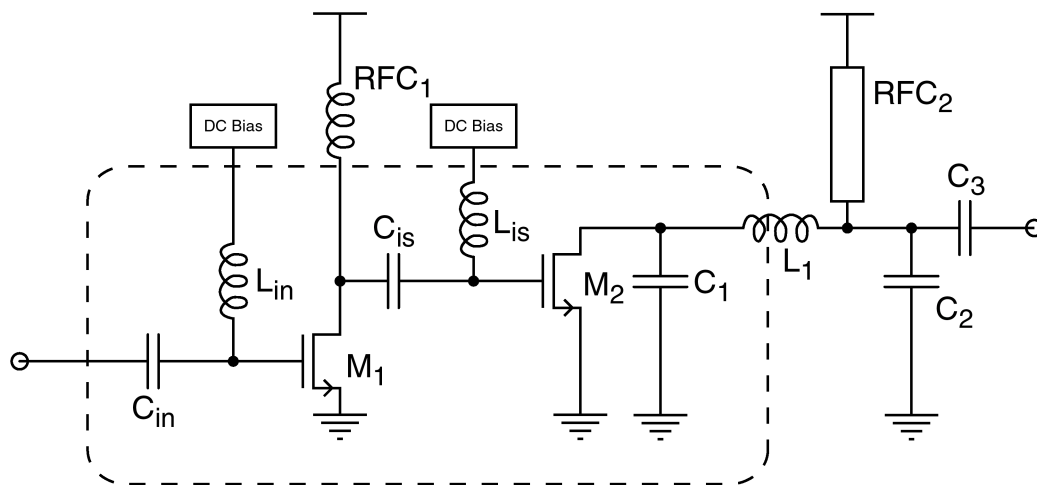 RFC₁
RFC₂
DC Bias
DC Bias
C₃
Cᵢₛ
Lᵢₛ
Lᵢₙ
M₂
C₁
L₁
C₂
M₁
Cᵢₙ